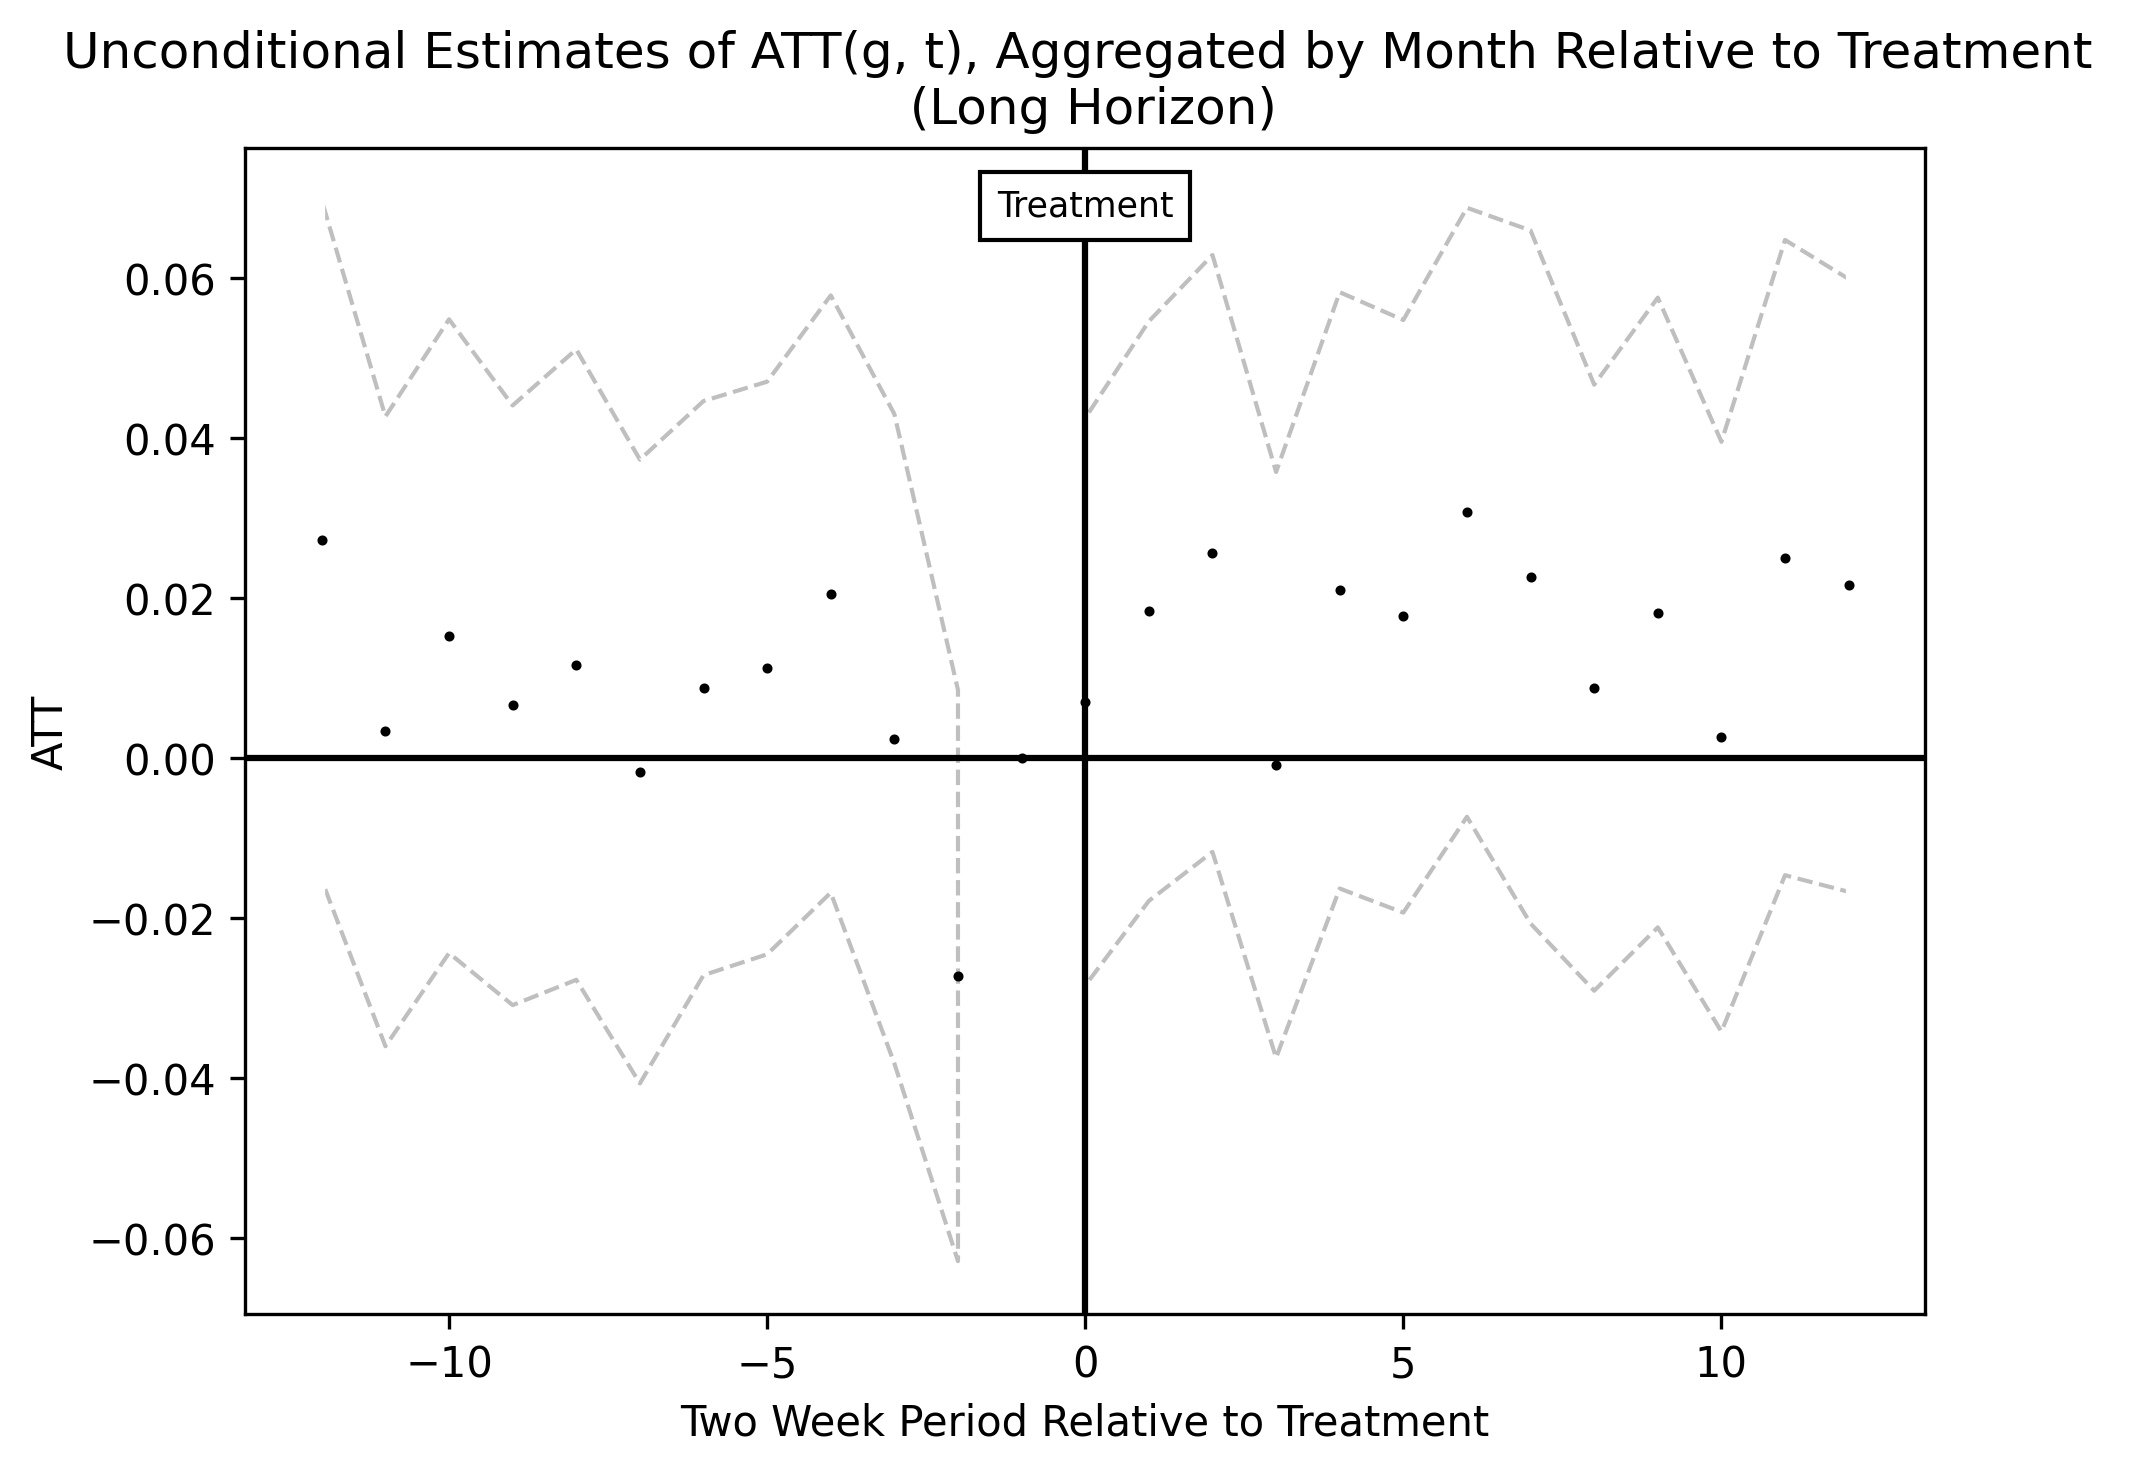 Unconditional Estimates of ATT(g, t), Aggregated by Month Relative to Treatment
(Long Horizon)
Treatment
0.06
0.04
0.02
0.00
−0.02
−0.04
−0.06
ATT
−10
−5
0
5
10
Two Week Period Relative to Treatment